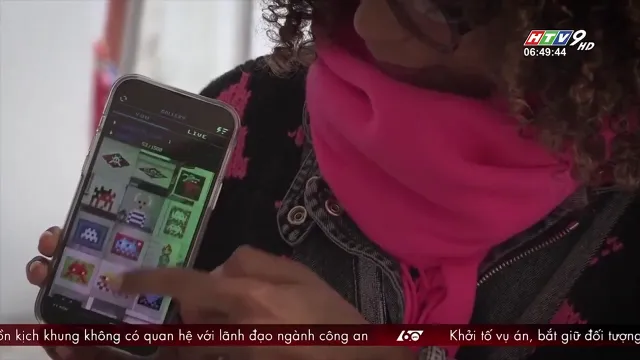 HTV9 HD
06:49:44
GALLERY
LIVE
ồn kịch khung không có quan hệ với lãnh đạo ngành công an 60 Khởi tố vụ án, bắt giữ đối tượng